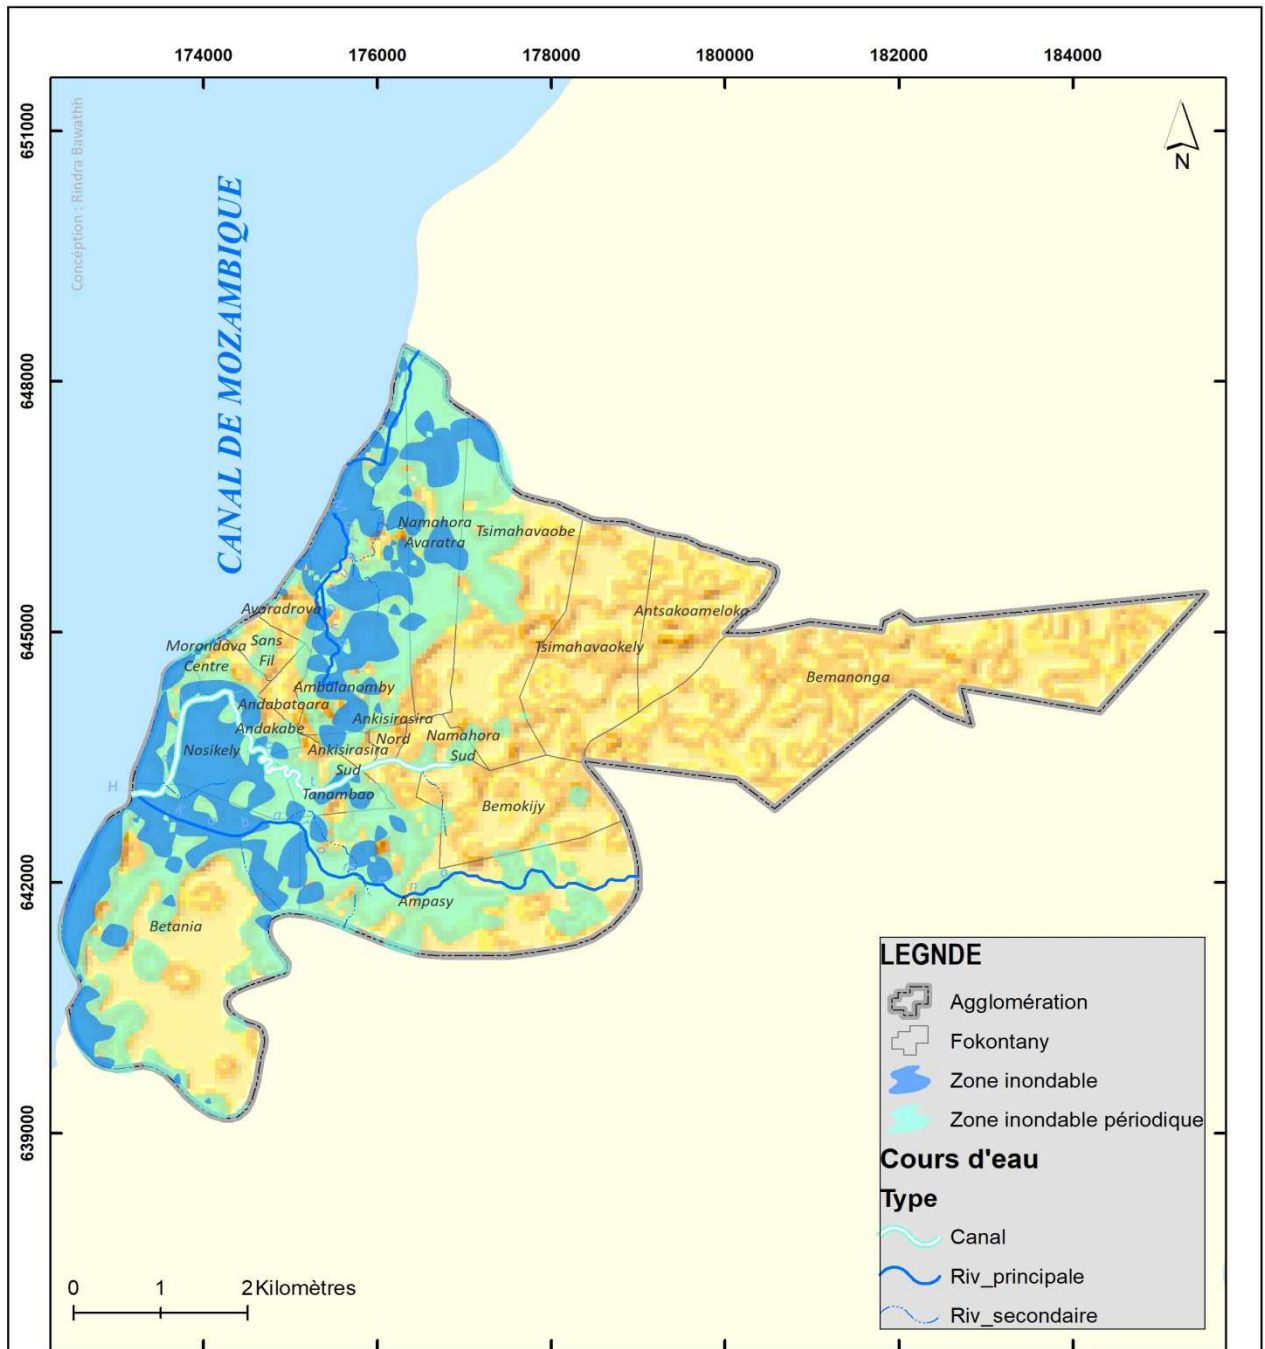 174000 176000 178000 180000 182000 184000
651000
648000
645000
642000
639000
Concéption : Rindra Bawathh
CANAL DE MOZAMBIQUE
N
Namahora
Avaratra
Tsimahavaobe
Avaradrova
Antsakoameloka
Morondava
Centre
Sans
Fil
Tsimahavaokely
Bemanonga
Ambalanomby
Andabatoara
Ankisirasira
Nord
Andakabe
Namahora
Sud
Nosikely
Ankisirasira
Sud
Tanambao
Bemokijy
Ampasy
Betania
LEGNDE
Agglomération
Fokontany
Zone inondable
Zone inondable périodique
Cours d'eau
Type
Canal
Riv_principale
Riv_secondaire
0 1 2 Kilomètres